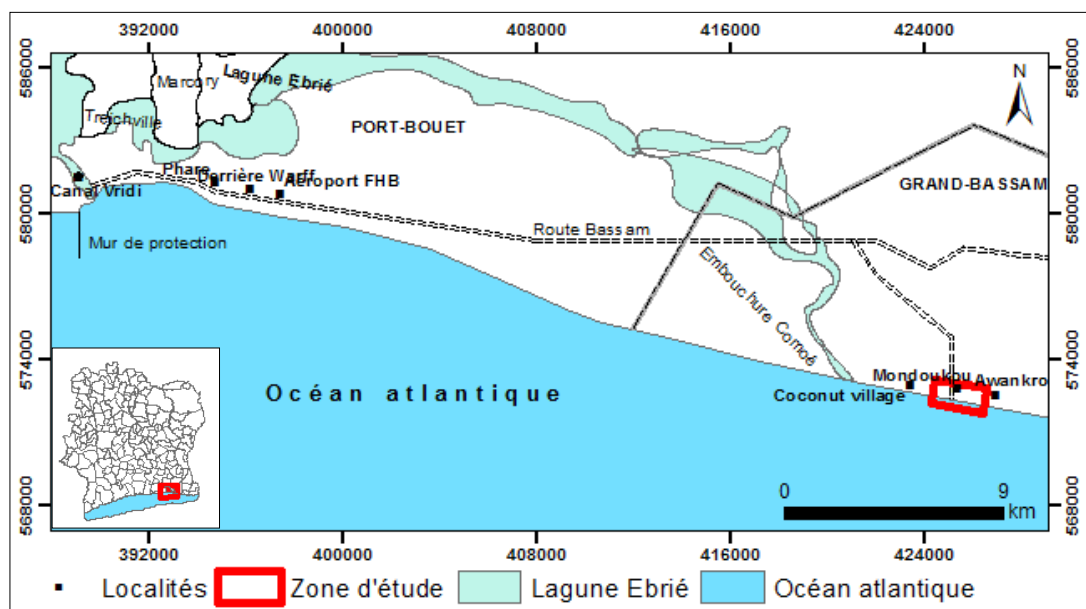 392000 400000 408000 416000 424000
586000 586000
Marcory
Lagune Ebrié
N
Treichville
PORT-BOUET
Phare
Derrière Warff
Aéroport FHB
GRAND-BASSAM
Canal Vridi
580000 580000
Mur de protection
Route Bassam
Embouchure Comoé
574000 574000
Mondoukou
Awankro
Coconut village
Océan atlantique
0 9
km
568000 568000
392000 400000 408000 416000 424000
Localités Zone d'étude Lagune Ebrié Océan atlantique